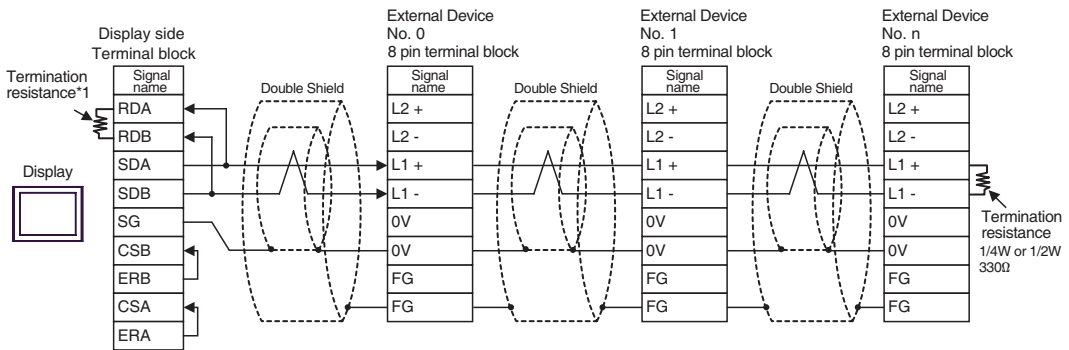 Display side
Terminal block
Termination
resistance*1
Display
Signal
name
RDA
RDB
SDA
SDB
SG
CSB
ERB
CSA
ERA
Double Shield
External Device
No. 0
8 pin terminal block
Signal
name
L2 +
L2 -
L1 +
L1 -
0V
0V
FG
FG
Double Shield
External Device
No. 1
8 pin terminal block
Signal
name
L2 +
L2 -
L1 +
L1 -
0V
0V
FG
FG
Double Shield
External Device
No. n
8 pin terminal block
Signal
name
L2 +
L2 -
L1 +
L1 -
0V
0V
FG
FG
Termination
resistance
1/4W or 1/2W
330Ω